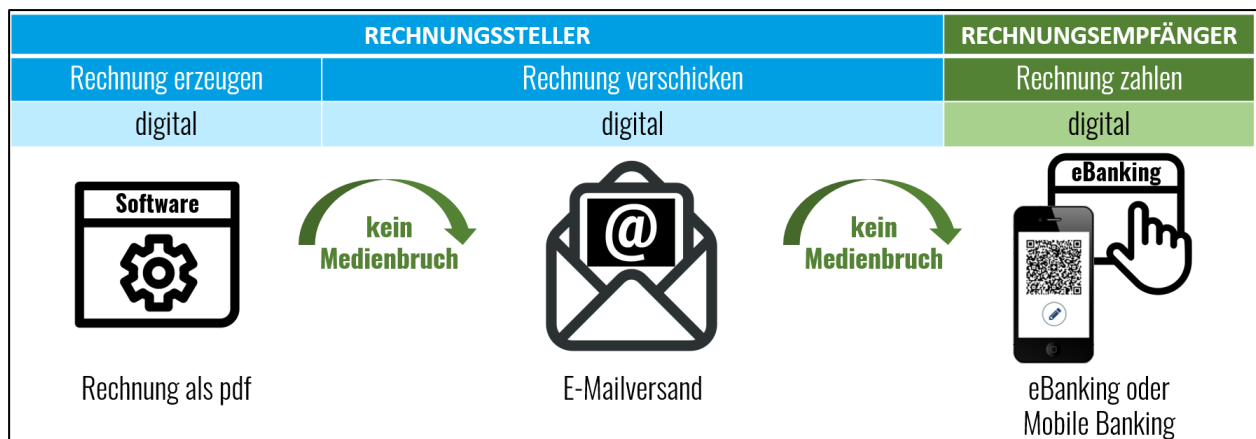 RECHNUNGSSTELLER RECHNUNGSEMPFÄNGER
Rechnung erzeugen Rechnung verschicken Rechnung zahlen
digital digital digital
Software
@
eBanking
kein
Medienbruch
kein
Medienbruch
Rechnung als pdf
E-Mailversand
eBanking oder
Mobile Banking